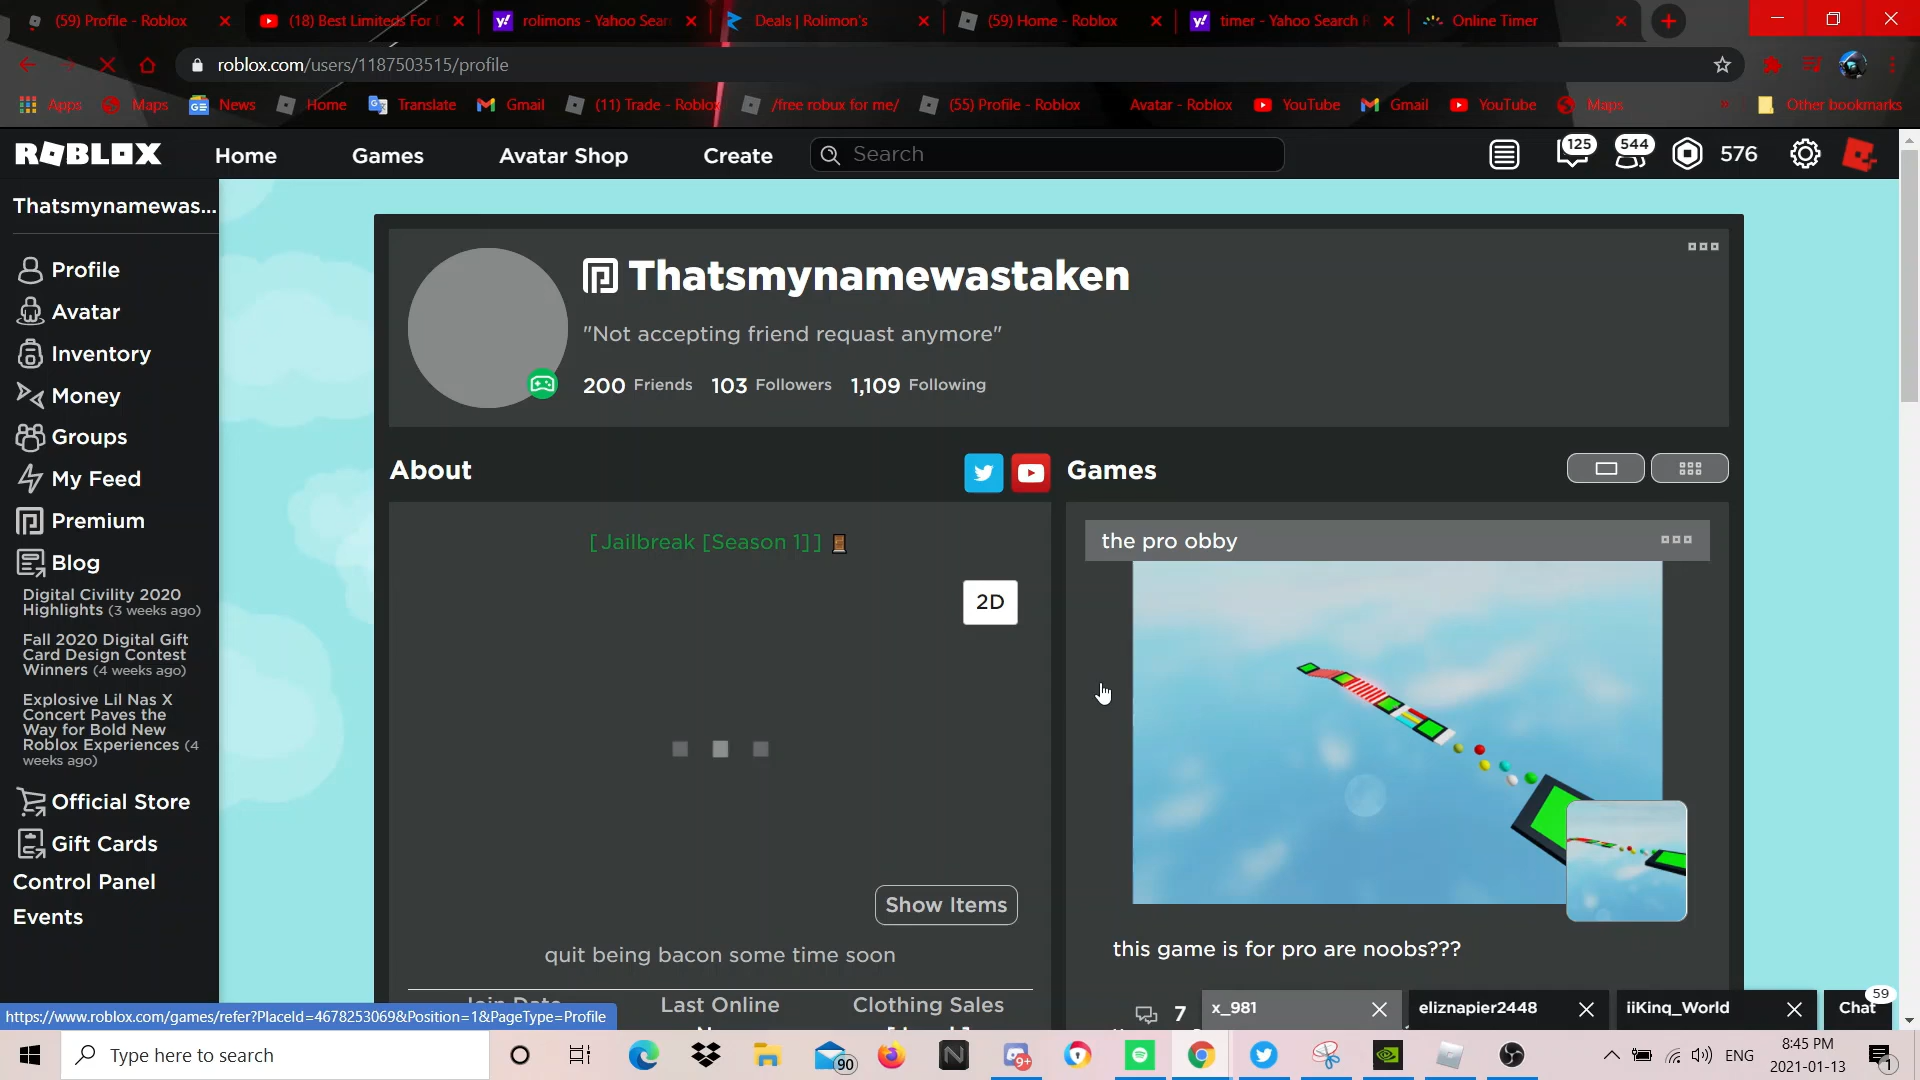 (59) Profile - Roblox
(18) Best Limiteds For
rolimons - Yahoo Sear
Deals | Rolimon's
(59) Home - Roblox
timer - Yahoo Search R
Online Timer
roblox.com/users/1187503515/profile
Apps
Maps
News
Home
Translate
Gmail
(11) Trade - Roblox
/free robux for me/
(55) Profile - Roblox
Avatar - Roblox
YouTube
Gmail
YouTube
Maps
»
Other bookmarks
ROBLOX
Home
Games
Avatar Shop
Create
Search
125
544
576
Thatsmynamewas...
Profile
Avatar
Inventory
Money
Groups
My Feed
Premium
Blog
Digital Civility 2020
Highlights (3 weeks ago)
Fall 2020 Digital Gift
Card Design Contest
Winners (4 weeks ago)
Explosive Lil Nas X
Concert Paves the
Way for Bold New
Roblox Experiences (4
weeks ago)
Official Store
Gift Cards
Control Panel
Events
Thatsmynamewastaken
"Not accepting friend requast anymore"
200 Friends 103 Followers 1,109 Following
About
[Jailbreak [Season 1]]
2D
Show Items
quit being bacon some time soon
Join Date
Last Online
Clothing Sales
Games
the pro obby
this game is for pro are noobs???
7
x_981
eliznapier2448
iiKing_World
Chat
59
https://www.roblox.com/games/refer?PlaceId=4678253069&Position=1&PageType=Profile
Type here to search
90
9+
ENG
8:45 PM
2021-01-13
1